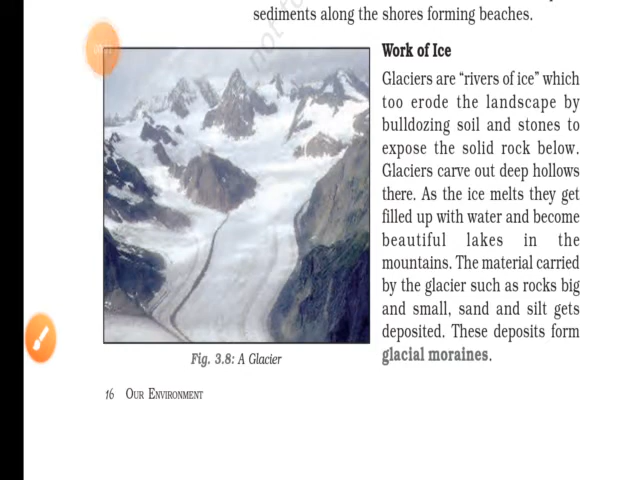 sediments along the shores forming beaches.
Work of Ice
Glaciers are “rivers of ice” which
too erode the landscape by
bulldozing soil and stones to
expose the solid rock below.
Glaciers carve out deep hollows
there. As the ice melts they get
filled up with water and become
beautiful lakes in the
mountains. The material carried
by the glacier such as rocks big
and small, sand and silt gets
deposited. These deposits form
glacial moraines.
Fig. 3.8: A Glacier
16 OUR ENVIRONMENT